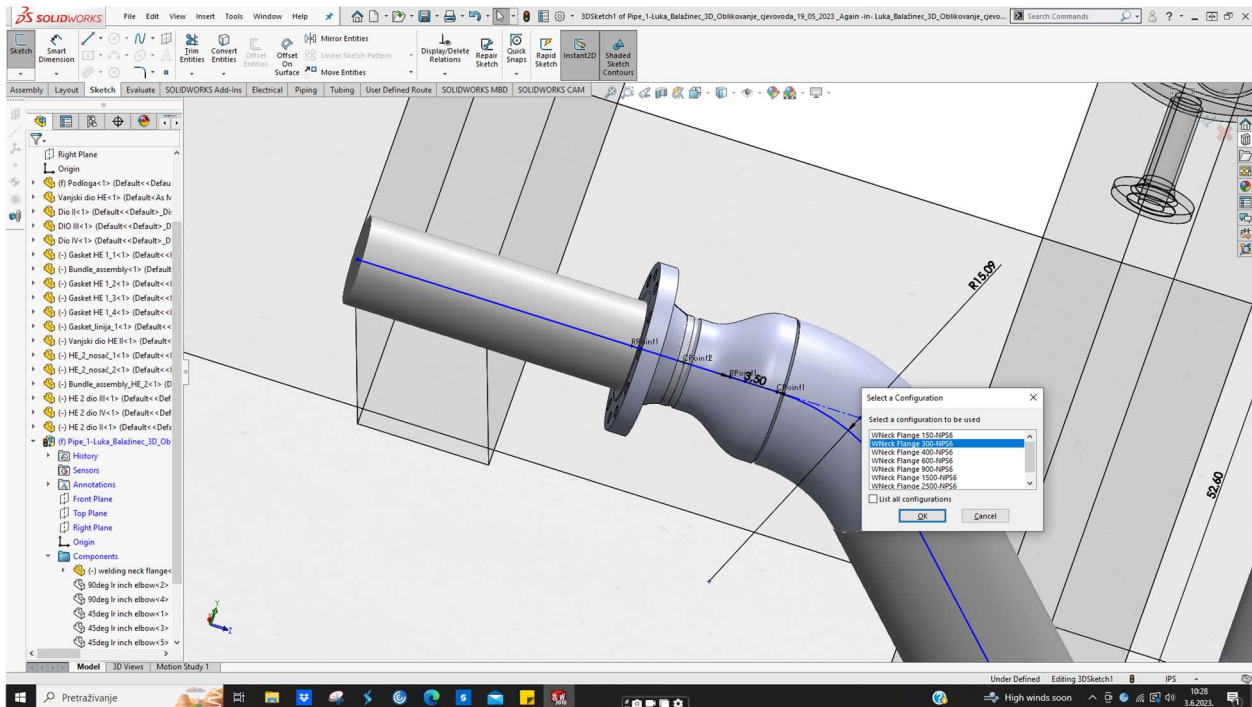 SOLIDWORKS File Edit View Insert Tools Window Help 3DSketch1 of Pipe_1-Luka_Balažinec_3D_Oblikovanje_cjevovoda_19_05_2023 _Again -in- Luka_Balažinec_3D_Oblikovanje_cjevo... Search Commands
Sketch Smart Dimension Trim Entities Convert Entities Offset Entities Offset On Surface Mirror Entities Linear Sketch Pattern Move Entities Display/Delete Relations Repair Sketch Quick Snaps Rapid Sketch Instant2D Shaded Sketch Contours
Assembly Layout Sketch Evaluate SOLIDWORKS Add-Ins Electrical Piping Tubing User Defined Route SOLIDWORKS MBD SOLIDWORKS CAM
Right Plane
Origin
(f) Podloga<1> (Default<<Defau
Vanjski dio HE<1> (Default<As M
Dio II<1> (Default<<Default>_Dis
DIO III<1> (Default<<Default>_D
Dio IV<1> (Default<<Default>_D
(-) Gasket HE 1_1<1> (Default<<
(-) Bundle_assembly<1> (Default
(-) Gasket HE 1_2<1> (Default<<
(-) Gasket HE 1_3<1> (Default<<
(-) Gasket HE 1_4<1> (Default<<
(-) Gasket_linija_1<1> (Default<<
(-) Vanjski dio HE II<1> (Default<
(-) HE_2_nosač_1<1> (Default<<
(-) HE_2_nosač_2<1> (Default<<
(-) Bundle_assembly_HE_2<1> (D
(-) HE 2 dio III<1> (Default<<Def
(-) HE 2 dio IV<1> (Default<<Def
(-) HE 2 dio II<1> (Default<<Def
(f) Pipe_1-Luka_Balažinec_3D_Ob
History
Sensors
Annotations
Front Plane
Top Plane
Right Plane
Origin
Components
(-) welding neck flange<
90deg lr inch elbow<2>
90deg lr inch elbow<4>
45deg lr inch elbow<1>
45deg lr inch elbow<3>
45deg lr inch elbow<5>
R15,09
RPoint1
CPoint2
3,50
CPoint1
52,60
Select a Configuration
Select a configuration to be used
WNeck Flange 150-NPS6
WNeck Flange 300-NPS6
WNeck Flange 400-NPS6
WNeck Flange 600-NPS6
WNeck Flange 900-NPS6
WNeck Flange 1500-NPS6
WNeck Flange 2500-NPS6
List all configurations
OK Cancel
Y
Z
Model 3D Views Motion Study 1
Under Defined Editing 3DSketch1 IPS
Pretraživanje High winds soon 10:28
3.6.2023.